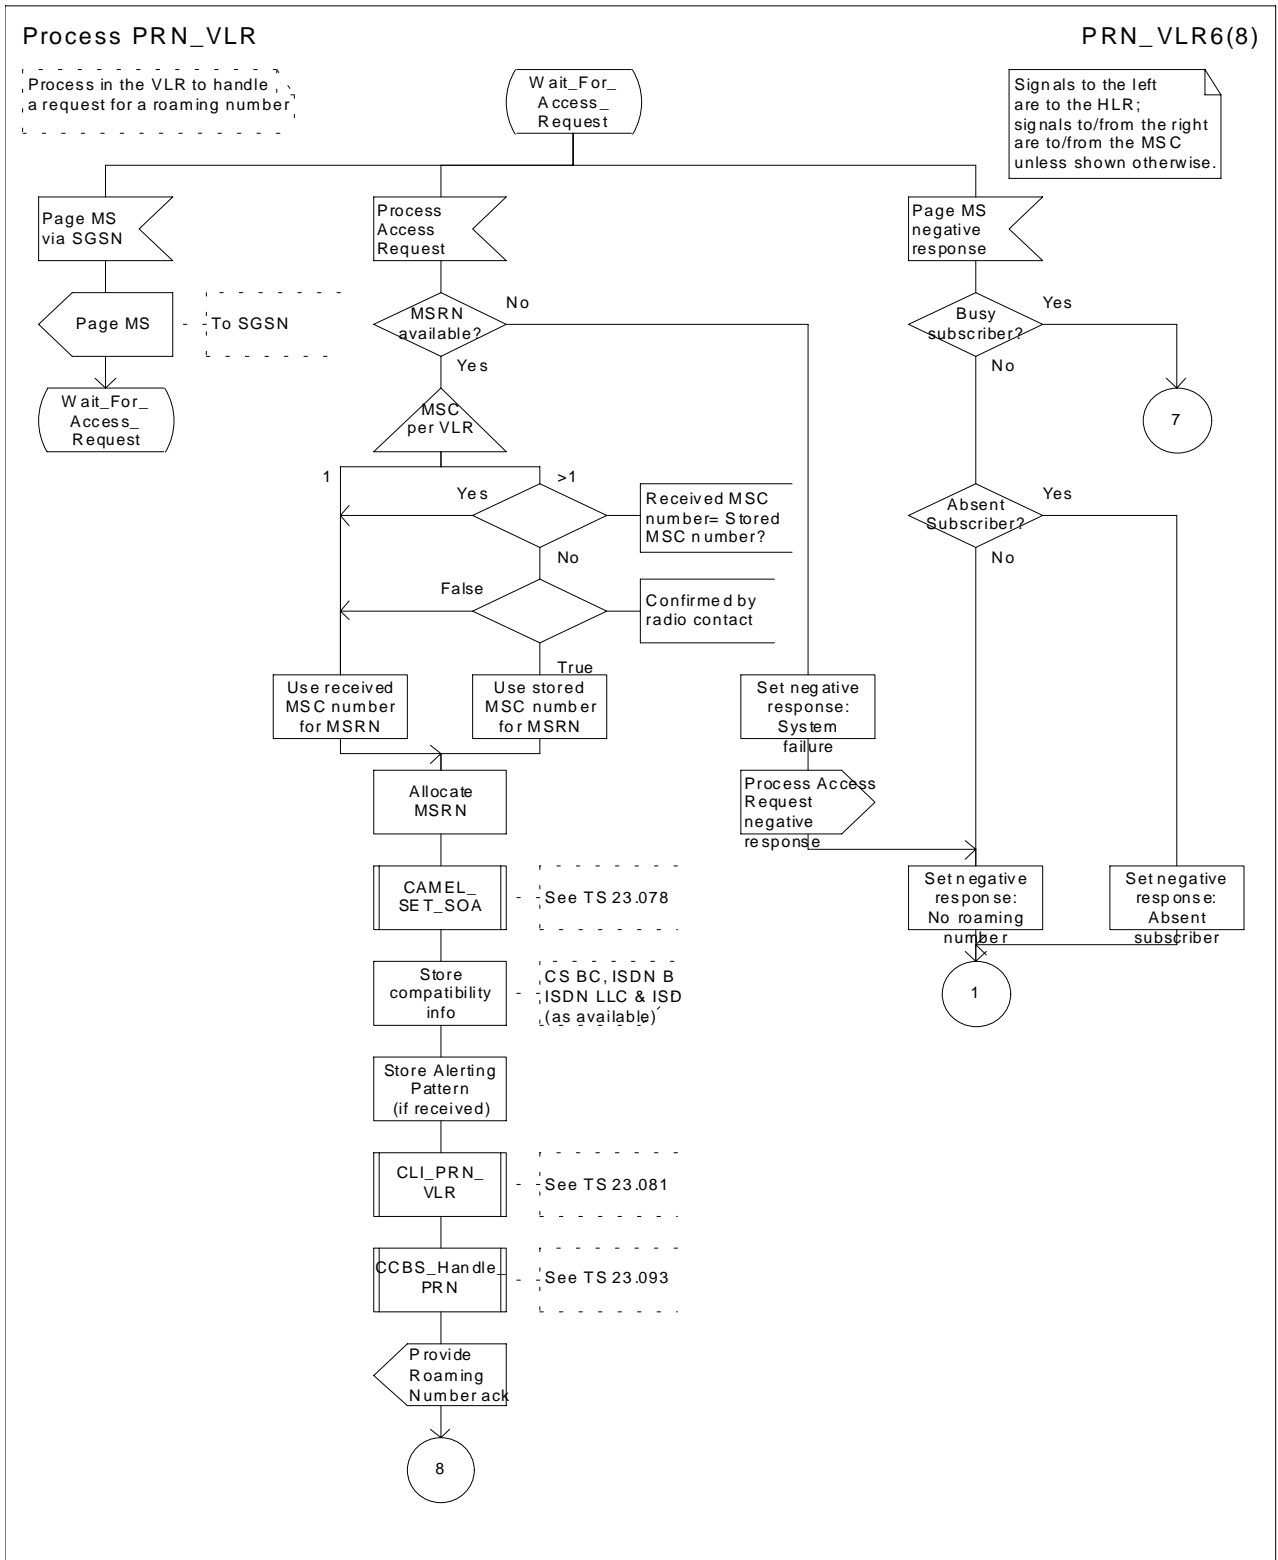 Process PRN_VLR
PRN_VLR6(8)
Process in the VLR to handle
a request for a roaming number
Wait_For_
Access_
Request
Signals to the left
are to the HLR;
signals to/from the right
are to/from the MSC
unless shown otherwise.
Page MS
via SGSN
Process
Access
Request
Page MS
negative
response
Page MS
To SGSN
MSRN
available?
No
Yes
Busy
subscriber?
Yes
No
Wait_For_
Access_
Request
MSC
per VLR
7
1
>1
Yes
Received MSC
number= Stored
MSC number?
No
Absent
Subscriber?
Yes
No
False
Confirmed by
radio contact
True
Use received
MSC number
for MSRN
Use stored
MSC number
for MSRN
Set negative
response:
System
failure
Allocate
MSRN
Process Access
Request
negative
response
CAMEL_
SET_SOA
See TS 23.078
Set negative
response:
No roaming
number
Set negative
response:
Absent
subscriber
Store
compatibility
info
CS BC, ISDN B
ISDN LLC & ISD
(as available)
1
Store Alerting
Pattern
(if received)
CLI_PRN_
VLR
See TS 23.081
CCBS_Handle_
PRN
See TS 23.093
Provide
Roaming
Number ack
8